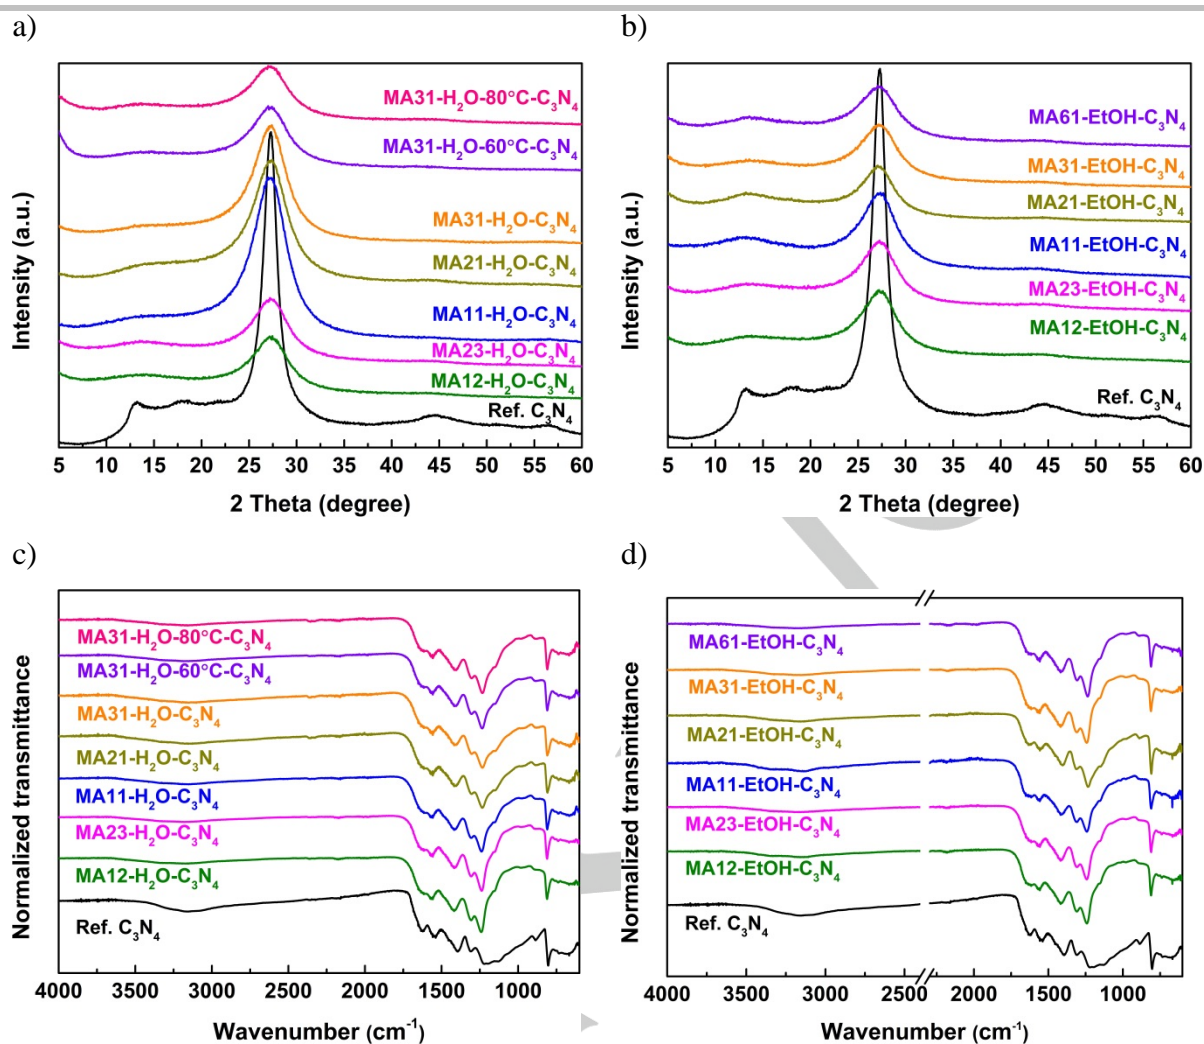 a)
Intensity (a.u.)
MA31-H₂O-80°C-C₃N₄
MA31-H₂O-60°C-C₃N₄
MA31-H₂O-C₃N₄
MA21-H₂O-C₃N₄
MA11-H₂O-C₃N₄
MA23-H₂O-C₃N₄
MA12-H₂O-C₃N₄
Ref. C₃N₄
5 10 15 20 25 30 35 40 45 50 55 60
2 Theta (degree)
b)
Intensity (a.u.)
MA61-EtOH-C₃N₄
MA31-EtOH-C₃N₄
MA21-EtOH-C₃N₄
MA11-EtOH-C₃N₄
MA23-EtOH-C₃N₄
MA12-EtOH-C₃N₄
Ref. C₃N₄
5 10 15 20 25 30 35 40 45 50 55 60
2 Theta (degree)
c)
Normalized transmittance
MA31-H₂O-80°C-C₃N₄
MA31-H₂O-60°C-C₃N₄
MA31-H₂O-C₃N₄
MA21-H₂O-C₃N₄
MA11-H₂O-C₃N₄
MA23-H₂O-C₃N₄
MA12-H₂O-C₃N₄
Ref. C₃N₄
4000 3500 3000 2500 2000 1500 1000
Wavenumber (cm⁻¹)
d)
Normalized transmittance
MA61-EtOH-C₃N₄
MA31-EtOH-C₃N₄
MA21-EtOH-C₃N₄
MA11-EtOH-C₃N₄
MA23-EtOH-C₃N₄
MA12-EtOH-C₃N₄
Ref. C₃N₄
4000 3500 3000 2500 2000 1500 1000
Wavenumber (cm⁻¹)